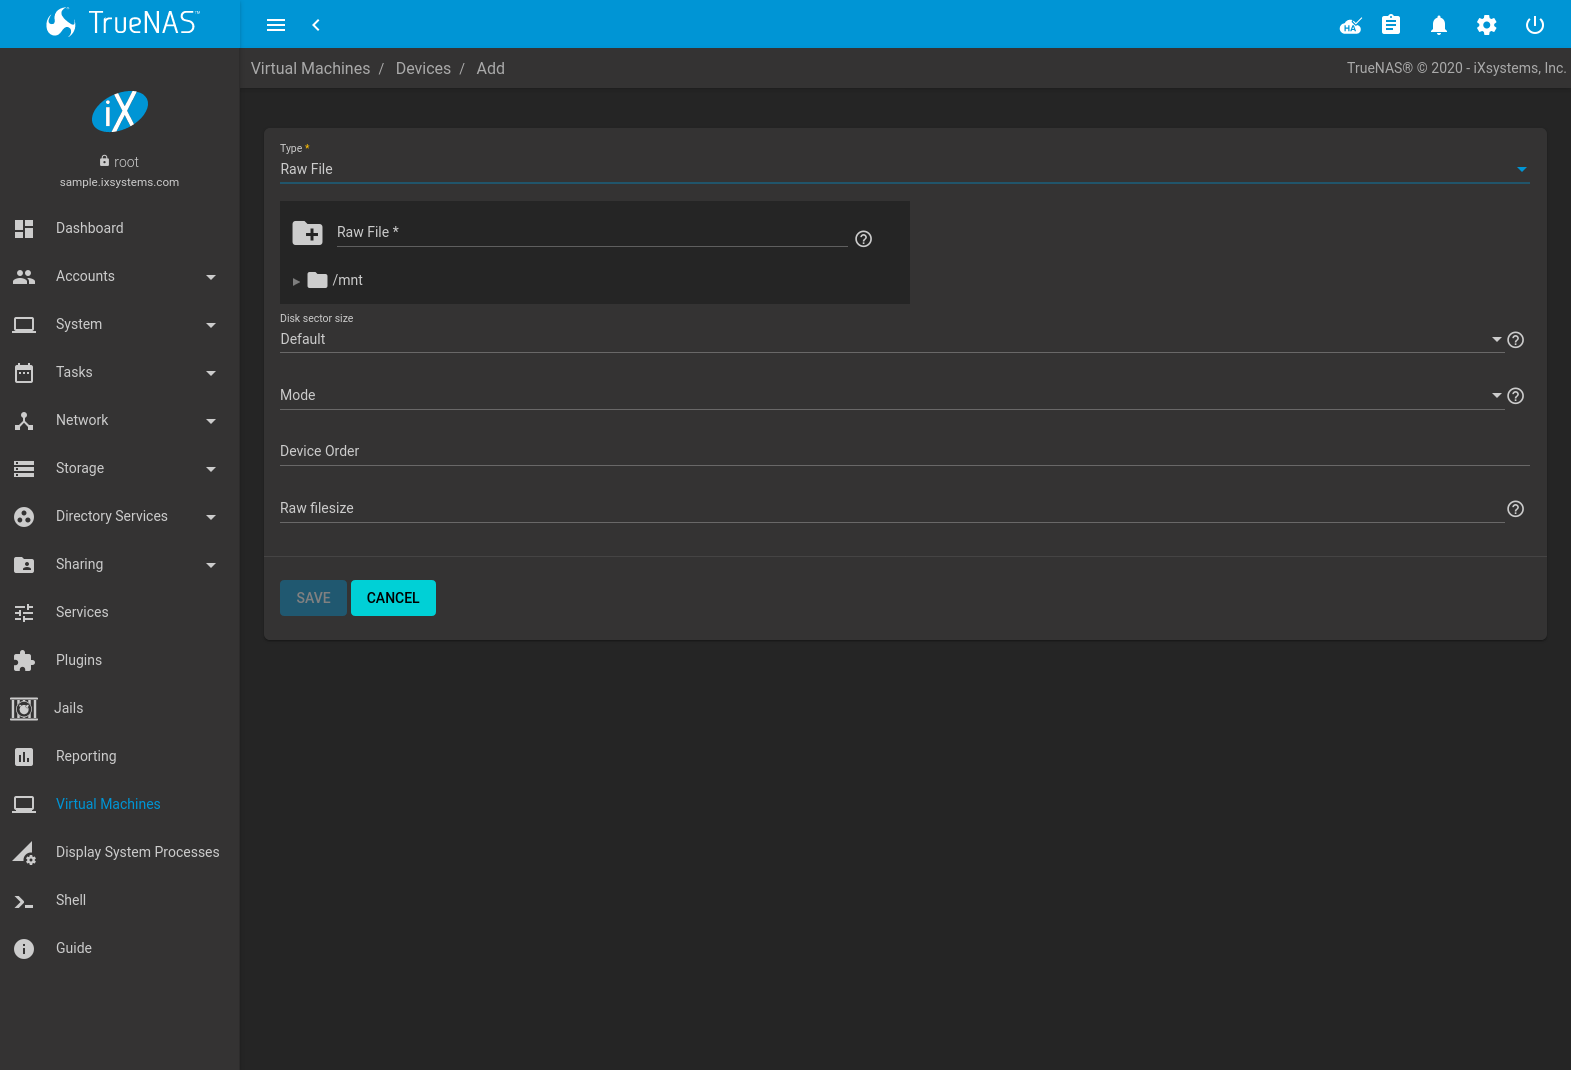 TrueNAS™
HA
Virtual Machines / Devices / Add
TrueNAS® © 2020 - iXsystems, Inc.
iX
root
sample.ixsystems.com
Dashboard
Accounts
System
Tasks
Network
Storage
Directory Services
Sharing
Services
Plugins
Jails
Reporting
Virtual Machines
Display System Processes
Shell
Guide
Type *
Raw File
Raw File *
/mnt
Disk sector size
Default
Mode
Device Order
Raw filesize
SAVE CANCEL